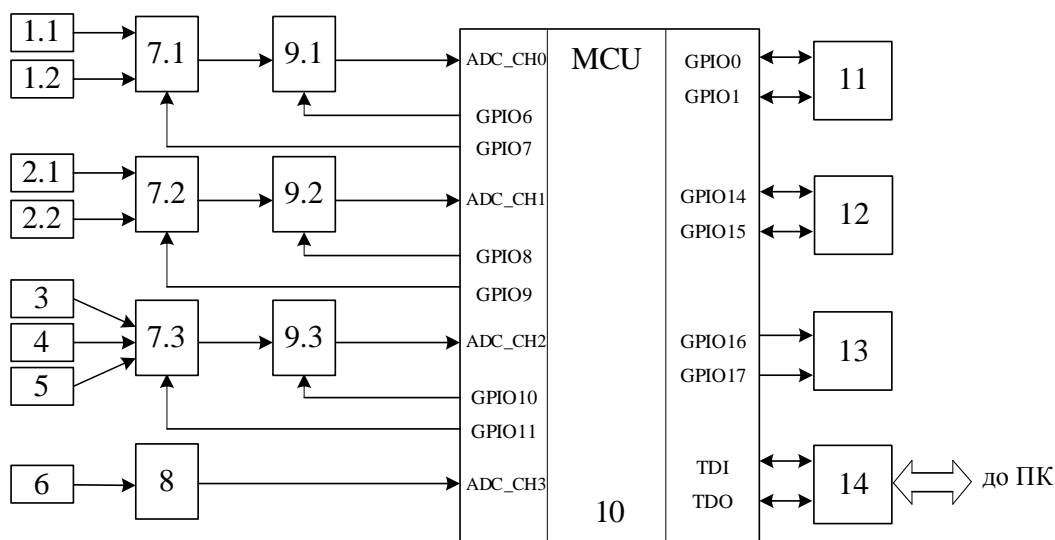 1.1
1.2
7.1
9.1
ADC_CH0
MCU
GPIO0
GPIO1
11
GPIO6
GPIO7
2.1
2.2
7.2
9.2
ADC_CH1
GPIO14
GPIO15
12
GPIO8
GPIO9
3
4
5
7.3
9.3
ADC_CH2
GPIO16
GPIO17
13
GPIO10
GPIO11
6
8
ADC_CH3
10
TDI
TDO
14
до ПК